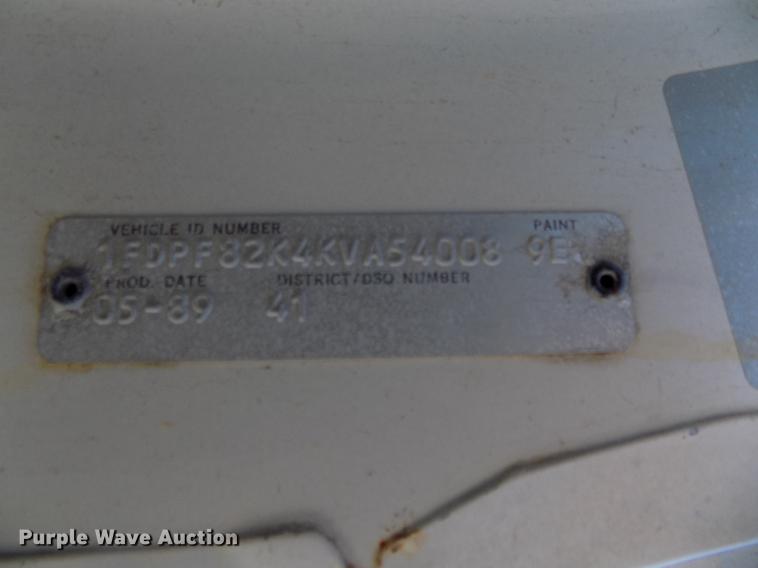 VEHICLE ID NUMBER PAINT
1FDPF82K4KVA54008
PROD. DATE DISTRICT/DSO NUMBER
05-89 41
Purple Wave Auction